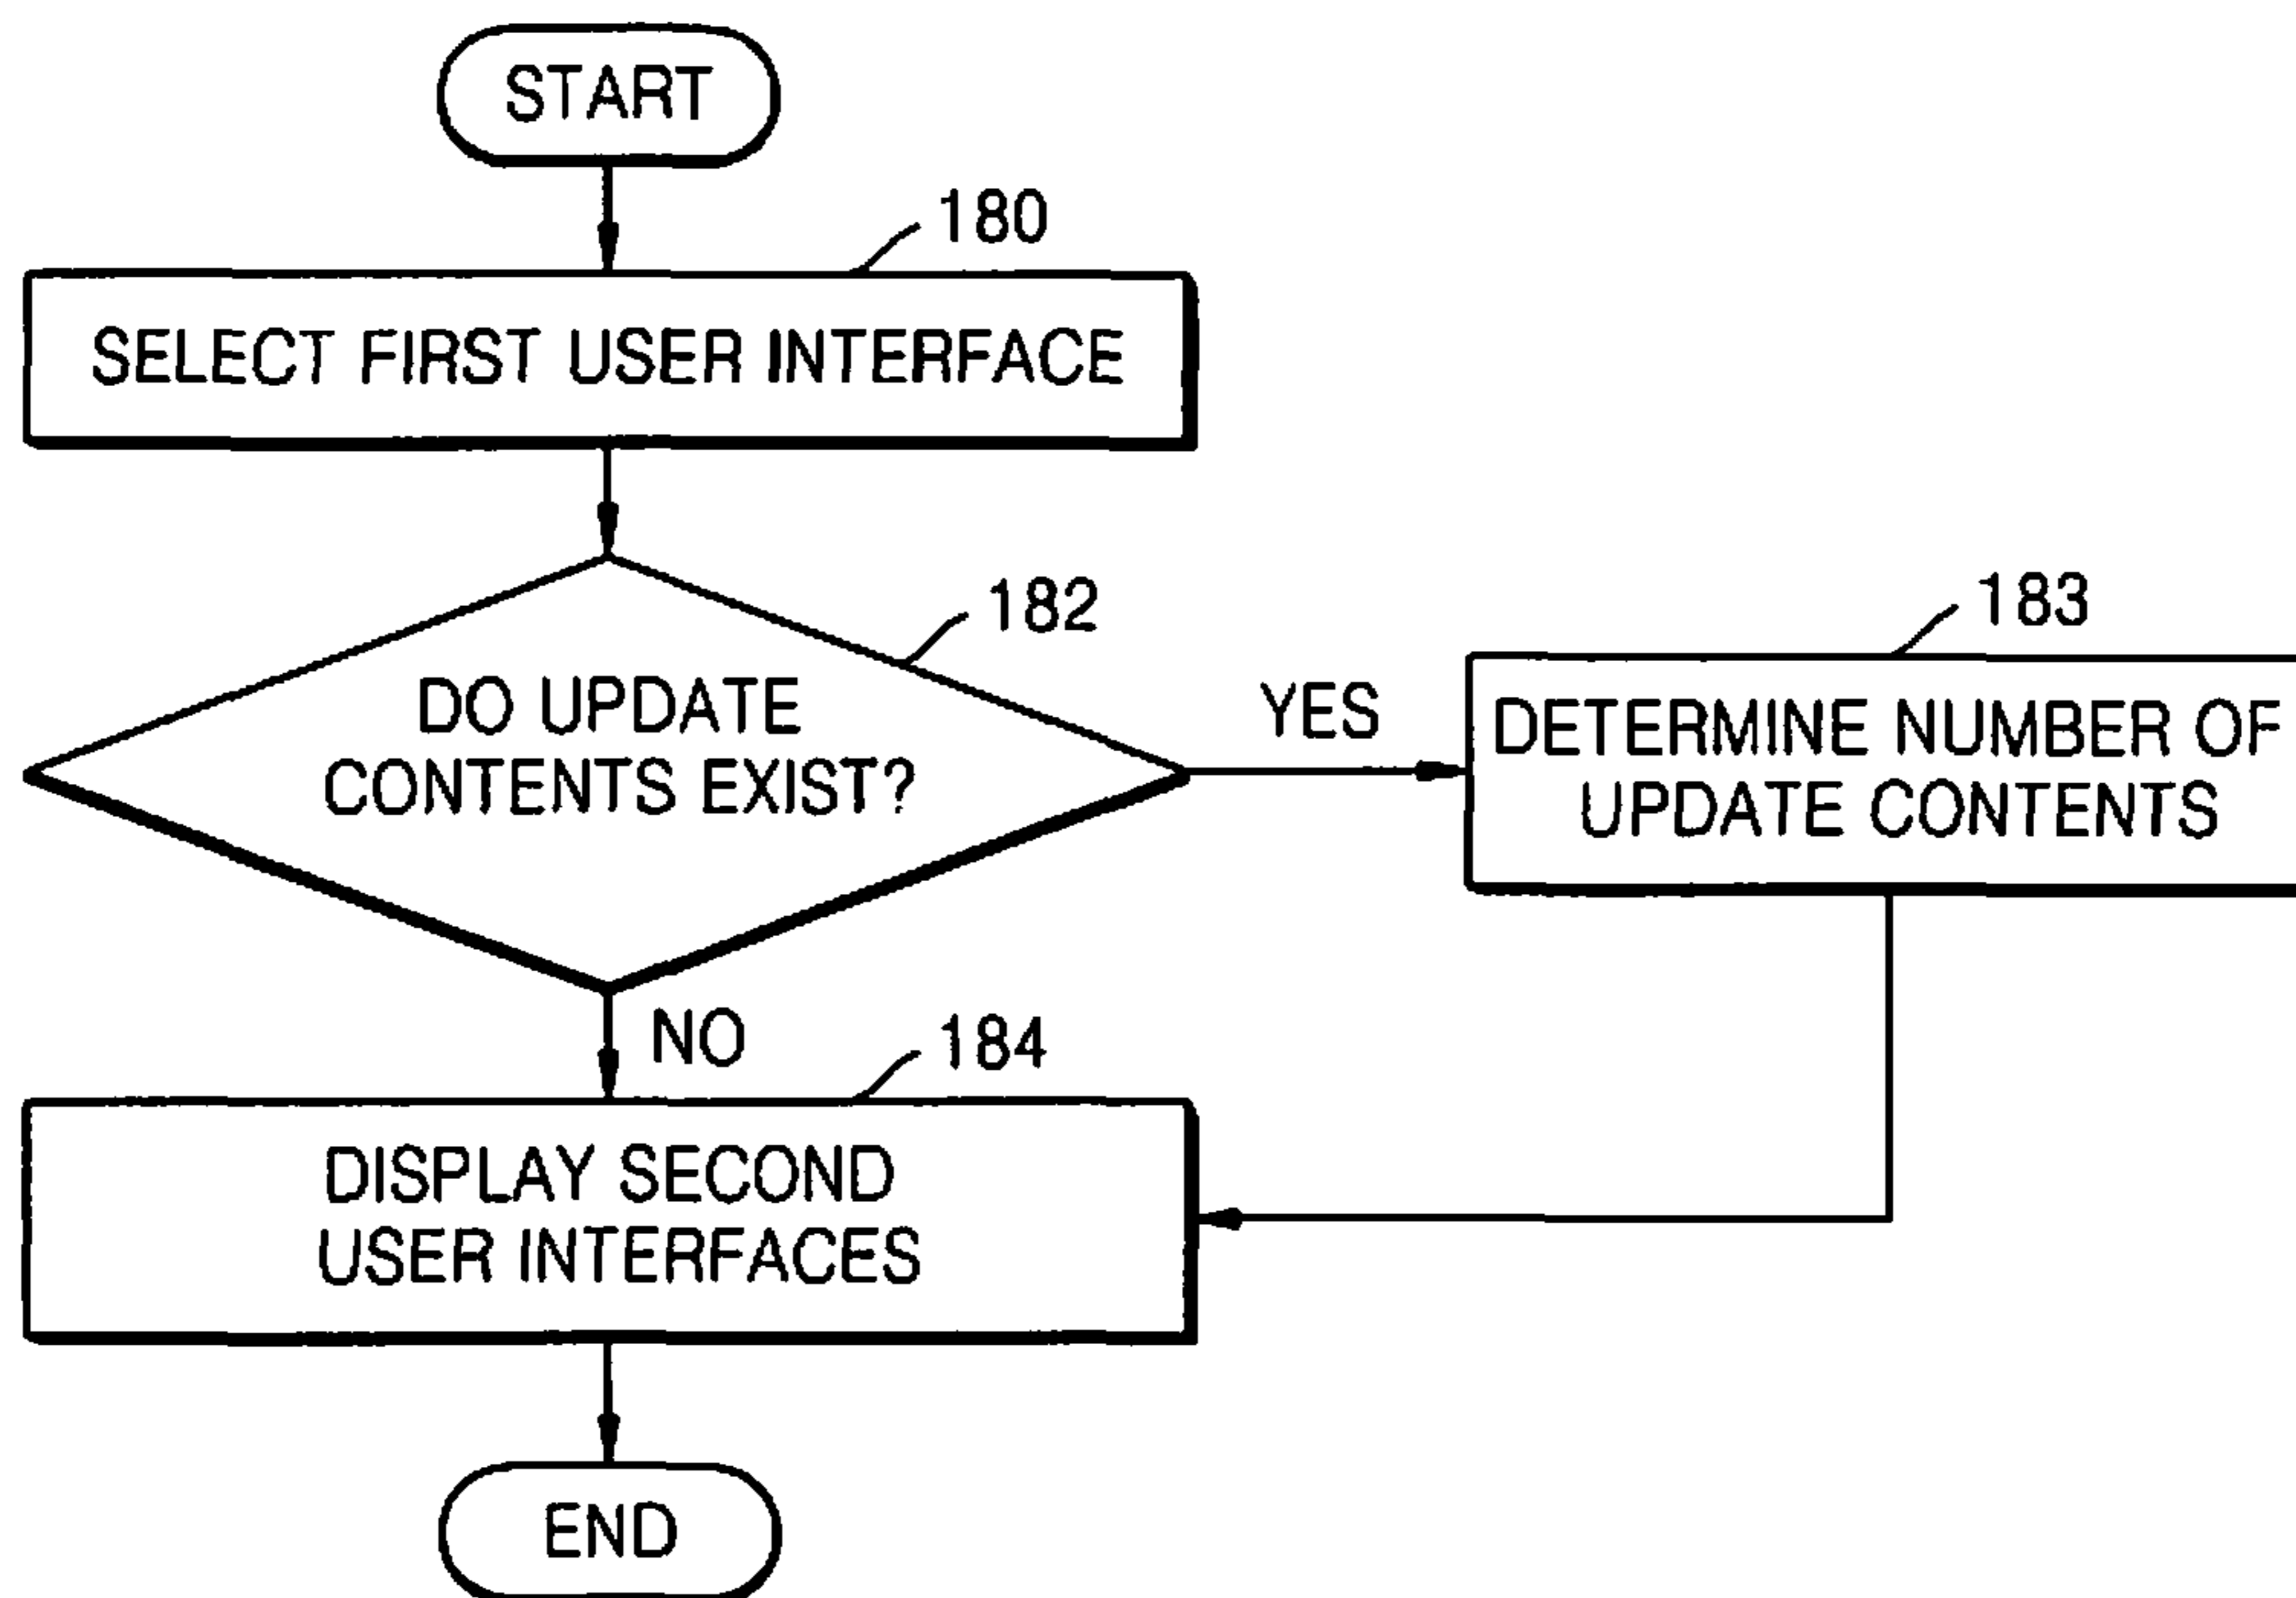 START
180
SELECT FIRST USER INTERFACE
182
DO UPDATE
CONTENTS EXIST?
YES
183
DETERMINE NUMBER OF
UPDATE CONTENTS
NO
184
DISPLAY SECOND
USER INTERFACES
END